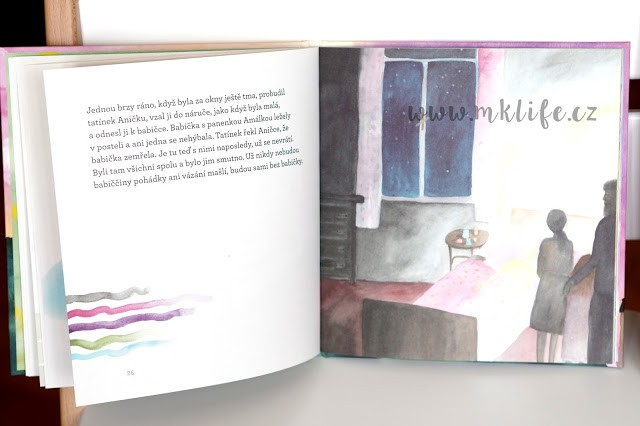 Jednou brzy ráno, když byla za okny ještě tma, probudil
tatínek Aničku, vzal ji do náruče, jako když byla malá,
a odnesl ji k babičce. Babička s panenkou Amálkou ležely
v posteli a ani jedna se nehýbala. Tatínek řekl Aničce, že
babička zemřela. Je tu teď s nimi naposledy, už se nevrátí.
Byli tam všichni spolu a bylo jim smutno. Už nikdy nebudou
babiččiny pohádky ani vázání mašlí, budou sami bez babičky.
www.mklife.cz